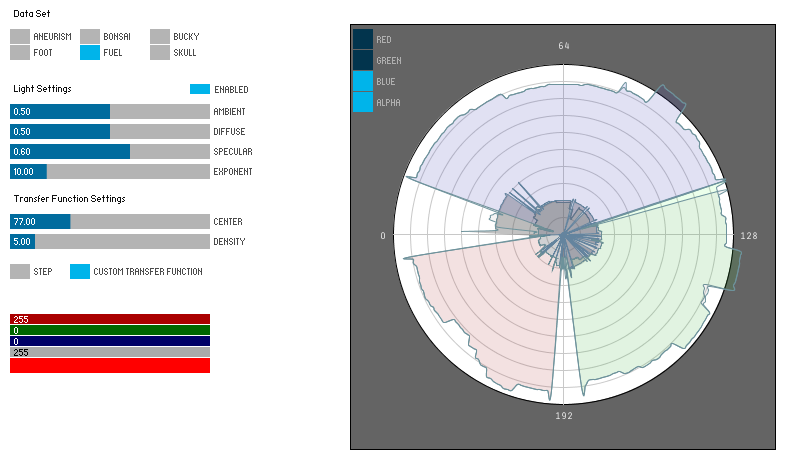 Data Set
ANEURISM BONSAI BUCKY
FOOT FUEL SKULL
Light Settings ENABLED
0.50 AMBIENT
0.50 DIFFUSE
0.60 SPECULAR
10.00 EXPONENT
Transfer Function Settings
77.00 CENTER
5.00 DENSITY
STEP CUSTOM TRANSFER FUNCTION
255
0
0
255
RED
GREEN
BLUE
ALPHA
64
0
128
192